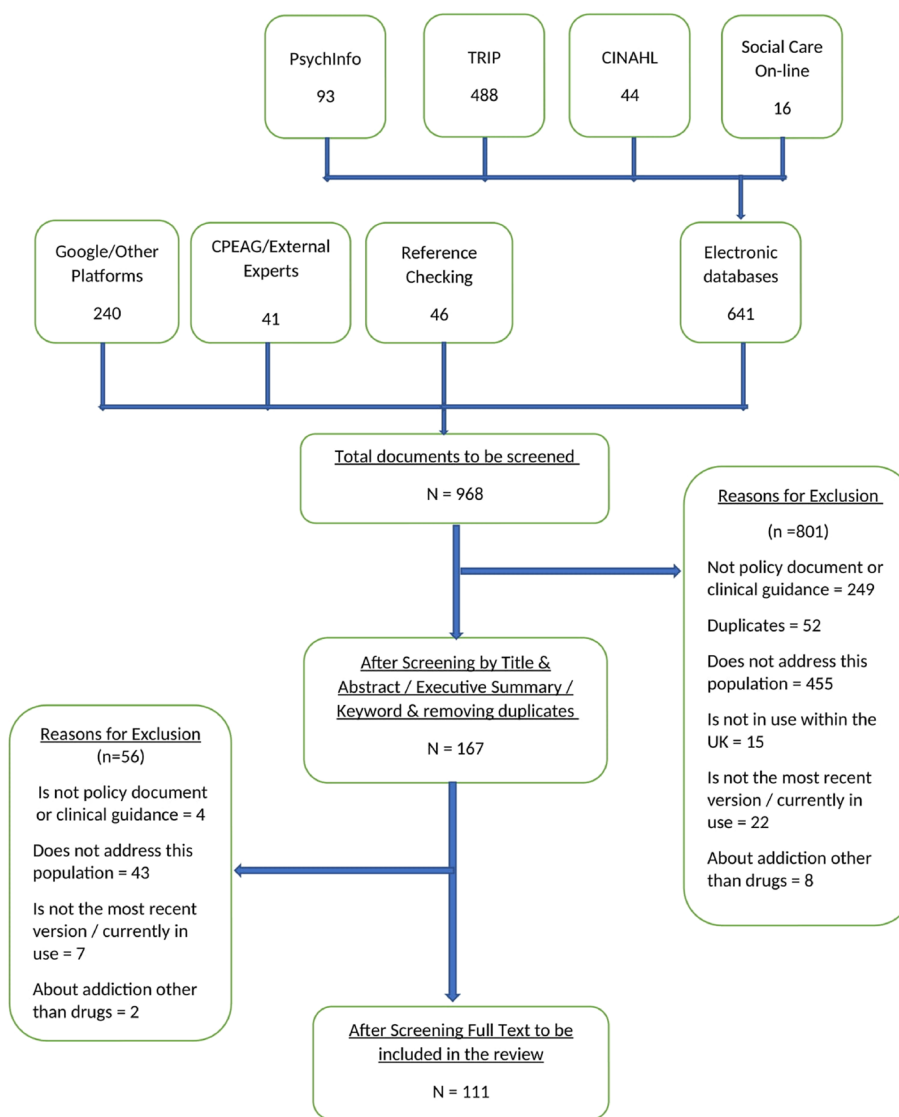 PsychInfo
93
TRIP
488
CINAHL
44
Social Care
On-line
16
Google/Other
Platforms
240
CPEAG/External
Experts
41
Reference
Checking
46
Electronic
databases
641
Total documents to be screened
N = 968
Reasons for Exclusion
(n =801)
Not policy document or
clinical guidance = 249
Duplicates = 52
Does not address this
population = 455
Is not in use within the
UK = 15
Is not the most recent
version / currently in
use = 22
About addiction other
than drugs = 8
After Screening by Title &
Abstract / Executive Summary /
Keyword & removing duplicates
N = 167
Reasons for Exclusion
(n=56)
Is not policy document
or clinical guidance = 4
Does not address this
population = 43
Is not the most recent
version / currently in
use = 7
About addiction other
than drugs = 2
After Screening Full Text to be
included in the review
N = 111